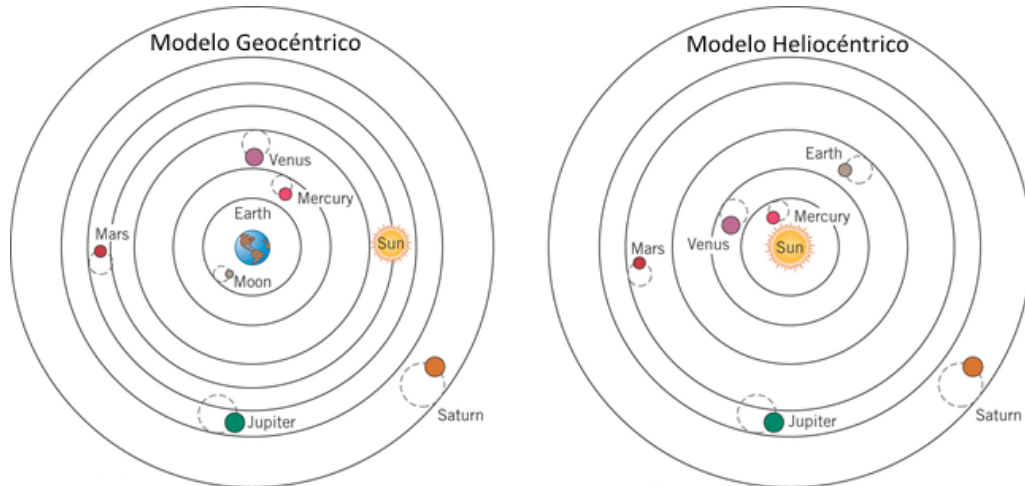 Modelo Geocéntrico
Venus
Mercury
Earth
Mars
Sun
Moon
Jupiter
Saturn
Modelo Heliocéntrico
Earth
Mercury
Venus
Mars
Sun
Jupiter
Saturn